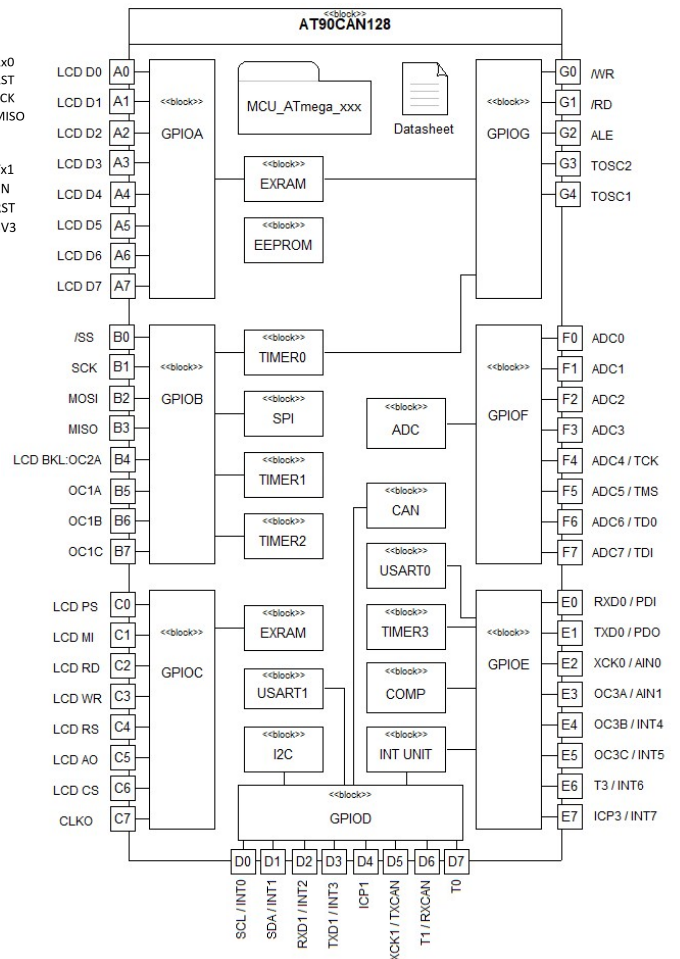 <<block>>
AT90CAN128
x0
ST
CK
MISO
x1
N
RST
V3
LCD D0
A0
LCD D1
A1
LCD D2
A2
LCD D3
A3
LCD D4
A4
LCD D5
A5
LCD D6
A6
LCD D7
A7
<<block>>
GPIOA
MCU_ATmega_xxx
Datasheet
<<block>>
EXRAM
<<block>>
EEPROM
<<block>>
GPIOG
G0
/WR
G1
/RD
G2
ALE
G3
TOSC2
G4
TOSC1
/SS
B0
SCK
B1
MOSI
B2
MISO
B3
LCD BKL:OC2A
B4
OC1A
B5
OC1B
B6
OC1C
B7
<<block>>
GPIOB
<<block>>
TIMER0
<<block>>
SPI
<<block>>
TIMER1
<<block>>
TIMER2
<<block>>
ADC
<<block>>
CAN
<<block>>
USART0
<<block>>
GPIOF
F0
ADC0
F1
ADC1
F2
ADC2
F3
ADC3
F4
ADC4 / TCK
F5
ADC5 / TMS
F6
ADC6 / TD0
F7
ADC7 / TDI
LCD PS
C0
LCD MI
C1
LCD RD
C2
LCD WR
C3
LCD RS
C4
LCD AO
C5
LCD CS
C6
CLKO
C7
<<block>>
GPIOC
<<block>>
EXRAM
<<block>>
USART1
<<block>>
I2C
<<block>>
TIMER3
<<block>>
COMP
<<block>>
INT UNIT
<<block>>
GPIOE
E0
RXD0 / PDI
E1
TXD0 / PDO
E2
XCK0 / AIN0
E3
OC3A / AIN1
E4
OC3B / INT4
E5
OC3C / INT5
E6
T3 / INT6
E7
ICP3 / INT7
<<block>>
GPIOD
D0
D1
D2
D3
D4
D5
D6
D7
SCL / INT0
SDA / INT1
RXD1 / INT2
TXD1 / INT3
ICP1
XCK1 / TXCAN
T1 / RXCAN
T0